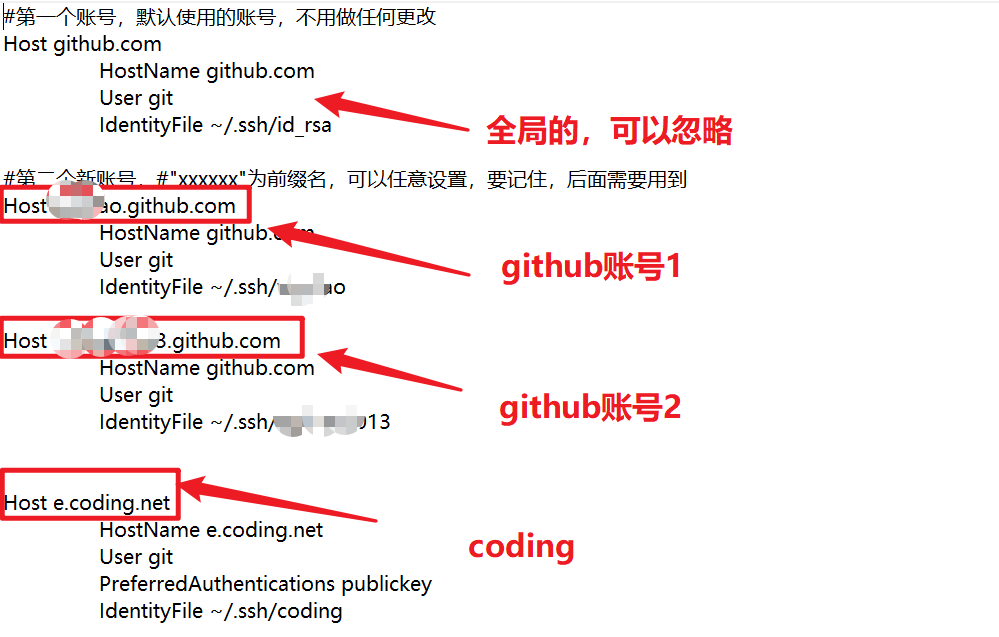 #第一个账号，默认使用的账号，不用做任何更改
Host github.com
HostName github.com
User git
IdentityFile ~/.ssh/id_rsa
全局的，可以忽略
#第二个新账号，#"xxxxxx"为前缀名，可以任意设置，要记住，后面需要用到
Host ao.github.com
HostName github.com
User git
IdentityFile ~/.ssh/ ao
github账号1
Host 3.github.com
HostName github.com
User git
IdentityFile ~/.ssh/ 013
github账号2
Host e.coding.net
HostName e.coding.net
User git
PreferredAuthentications publickey
IdentityFile ~/.ssh/coding
coding